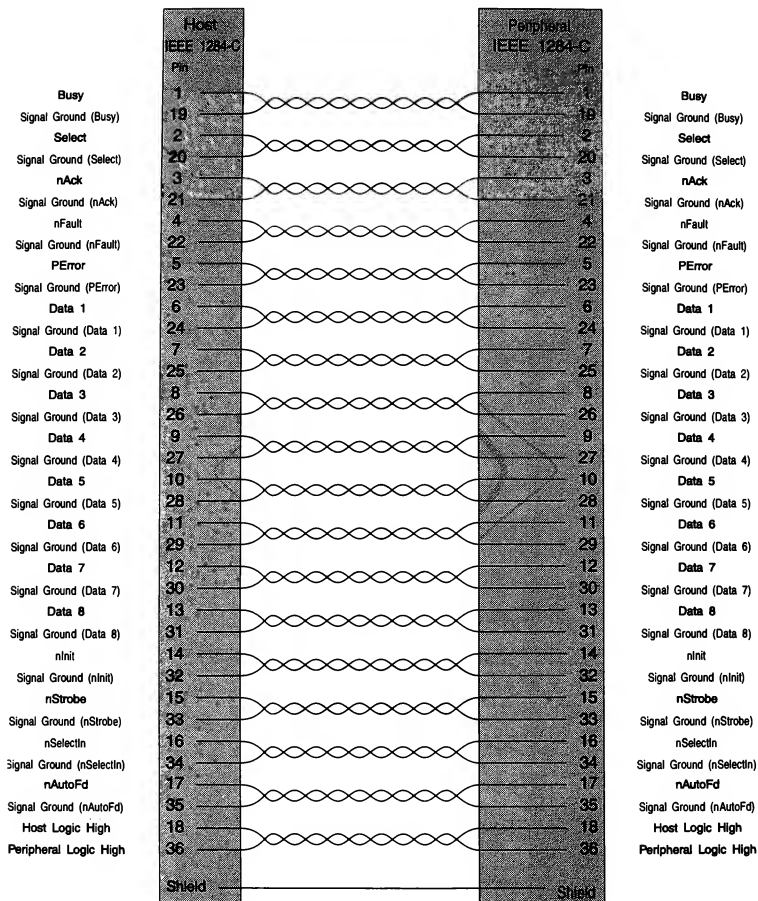 Host Peripheral
IEEE 1284-C IEEE 1284-C
Pin Pin
Busy 1 1 Busy
Signal Ground (Busy) 19 19 Signal Ground (Busy)
Select 2 2 Select
Signal Ground (Select) 20 20 Signal Ground (Select)
nAck 3 3 nAck
Signal Ground (nAck) 21 21 Signal Ground (nAck)
nFault 4 4 nFault
Signal Ground (nFault) 22 22 Signal Ground (nFault)
PError 5 5 PError
Signal Ground (PError) 23 23 Signal Ground (PError)
Data 1 6 6 Data 1
Signal Ground (Data 1) 24 24 Signal Ground (Data 1)
Data 2 7 7 Data 2
Signal Ground (Data 2) 25 25 Signal Ground (Data 2)
Data 3 8 8 Data 3
Signal Ground (Data 3) 26 26 Signal Ground (Data 3)
Data 4 9 9 Data 4
Signal Ground (Data 4) 27 27 Signal Ground (Data 4)
Data 5 10 10 Data 5
Signal Ground (Data 5) 28 28 Signal Ground (Data 5)
Data 6 11 11 Data 6
Signal Ground (Data 6) 29 29 Signal Ground (Data 6)
Data 7 12 12 Data 7
Signal Ground (Data 7) 30 30 Signal Ground (Data 7)
Data 8 13 13 Data 8
Signal Ground (Data 8) 31 31 Signal Ground (Data 8)
nInit 14 14 nInit
Signal Ground (nInit) 32 32 Signal Ground (nInit)
nStrobe 15 15 nStrobe
Signal Ground (nStrobe) 33 33 Signal Ground (nStrobe)
nSelectIn 16 16 nSelectIn
Signal Ground (nSelectIn) 34 34 Signal Ground (nSelectIn)
nAutoFd 17 17 nAutoFd
Signal Ground (nAutoFd) 35 35 Signal Ground (nAutoFd)
Host Logic High 18 18 Host Logic High
Peripheral Logic High 36 36 Peripheral Logic High
Shield Shield